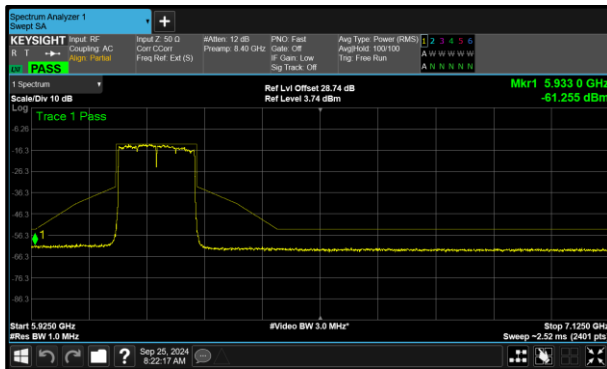 Spectrum Analyzer 1
Swept SA
+
KEYSIGHT Input: RF Input Z: 50 Ω #Atten: 12 dB PNO: Fast Avg Type: Power (RMS) 1 2 3 4 5 6
R T Coupling: AC Corr CCorr Preamp: 8.40 GHz Gate: Off Avg|Hold: 100/100 A W W W W W
Align: Partial Freq Ref: Ext (S) IF Gain: Low Trig: Free Run
LXI PASS Sig Track: Off A N N N N N
1 Spectrum Ref Lvl Offset 28.74 dB Mkr1 5.933 0 GHz
Scale/Div 10 dB Ref Level 3.74 dBm -61.255 dBm
Log
Trace 1 Pass
-6.26
-16.3
-26.3
-36.3
-46.3
-56.3
1
-66.3
-76.3
-86.3
Start 5.9250 GHz #Video BW 3.0 MHz* Stop 7.1250 GHz
#Res BW 1.0 MHz Sweep ~2.52 ms (2401 pts)
? Sep 25, 2024
8:22:17 AM